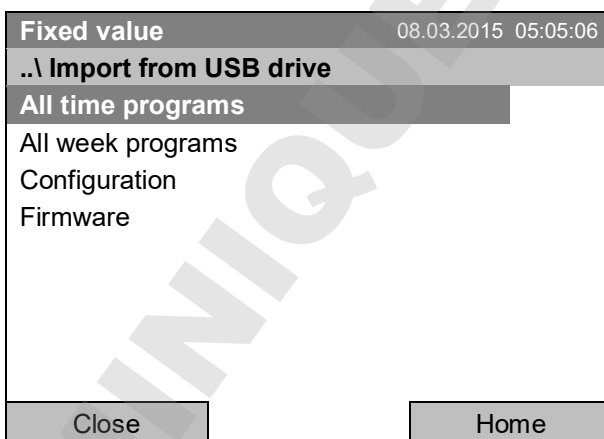 Fixed value 08.03.2015 05:05:06
..\ Import from USB drive
All time programs
All week programs
Configuration
Firmware
Close Home